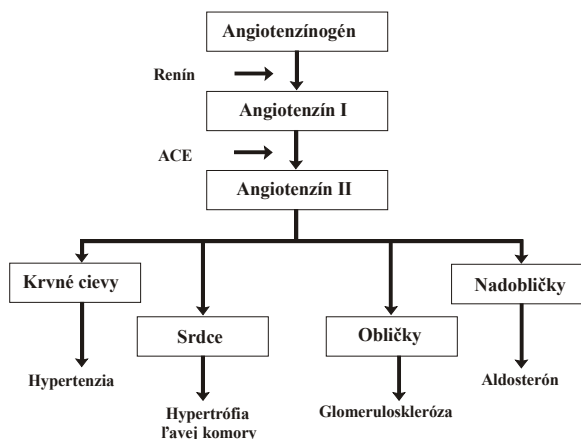 Angiotenzínogén
Renín
Angiotenzín I
ACE
Angiotenzín II
Krvné cievy
Nadobličky
Srdce
Obličky
Hypertenzia
Aldosterón
Hypertrófia
ľavej komory
Glomeruloskleróza